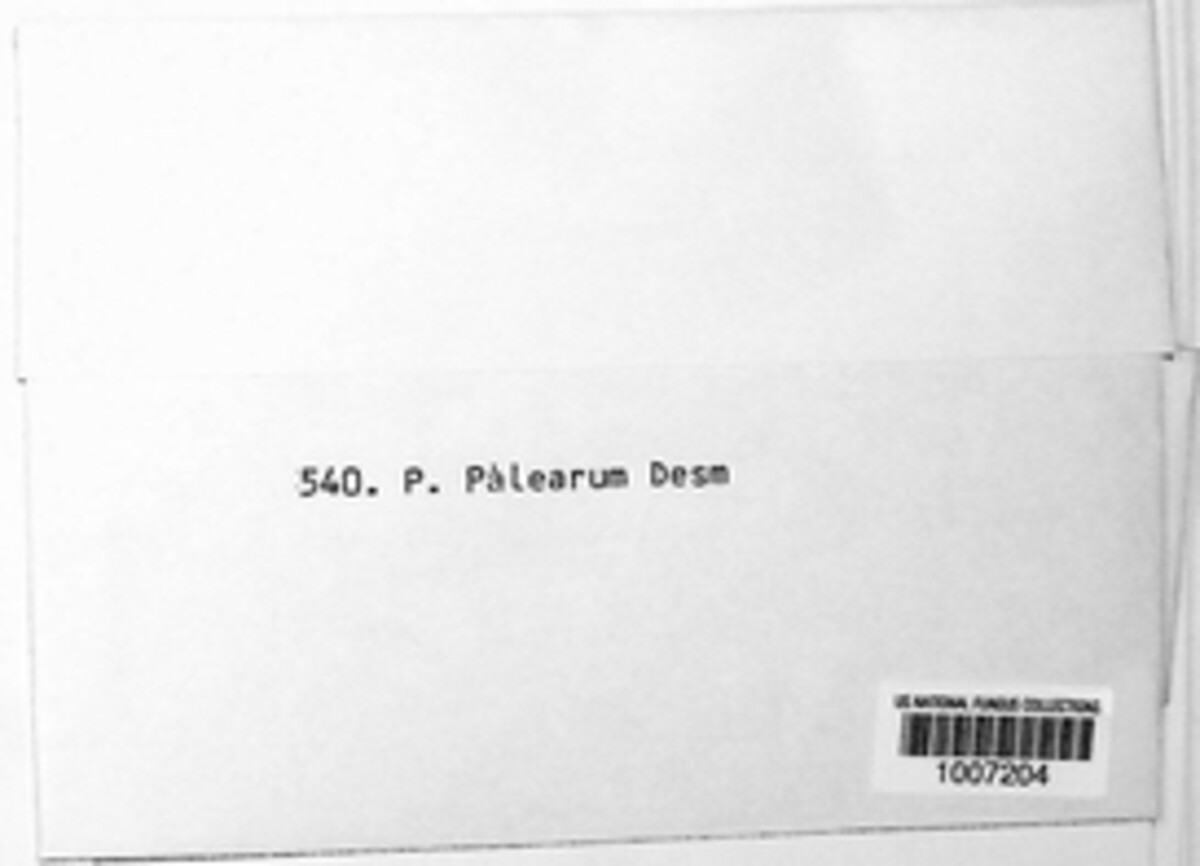 540. P. Pàlearum Desm
US NATIONAL FUNGUS COLLECTIONS
1007204